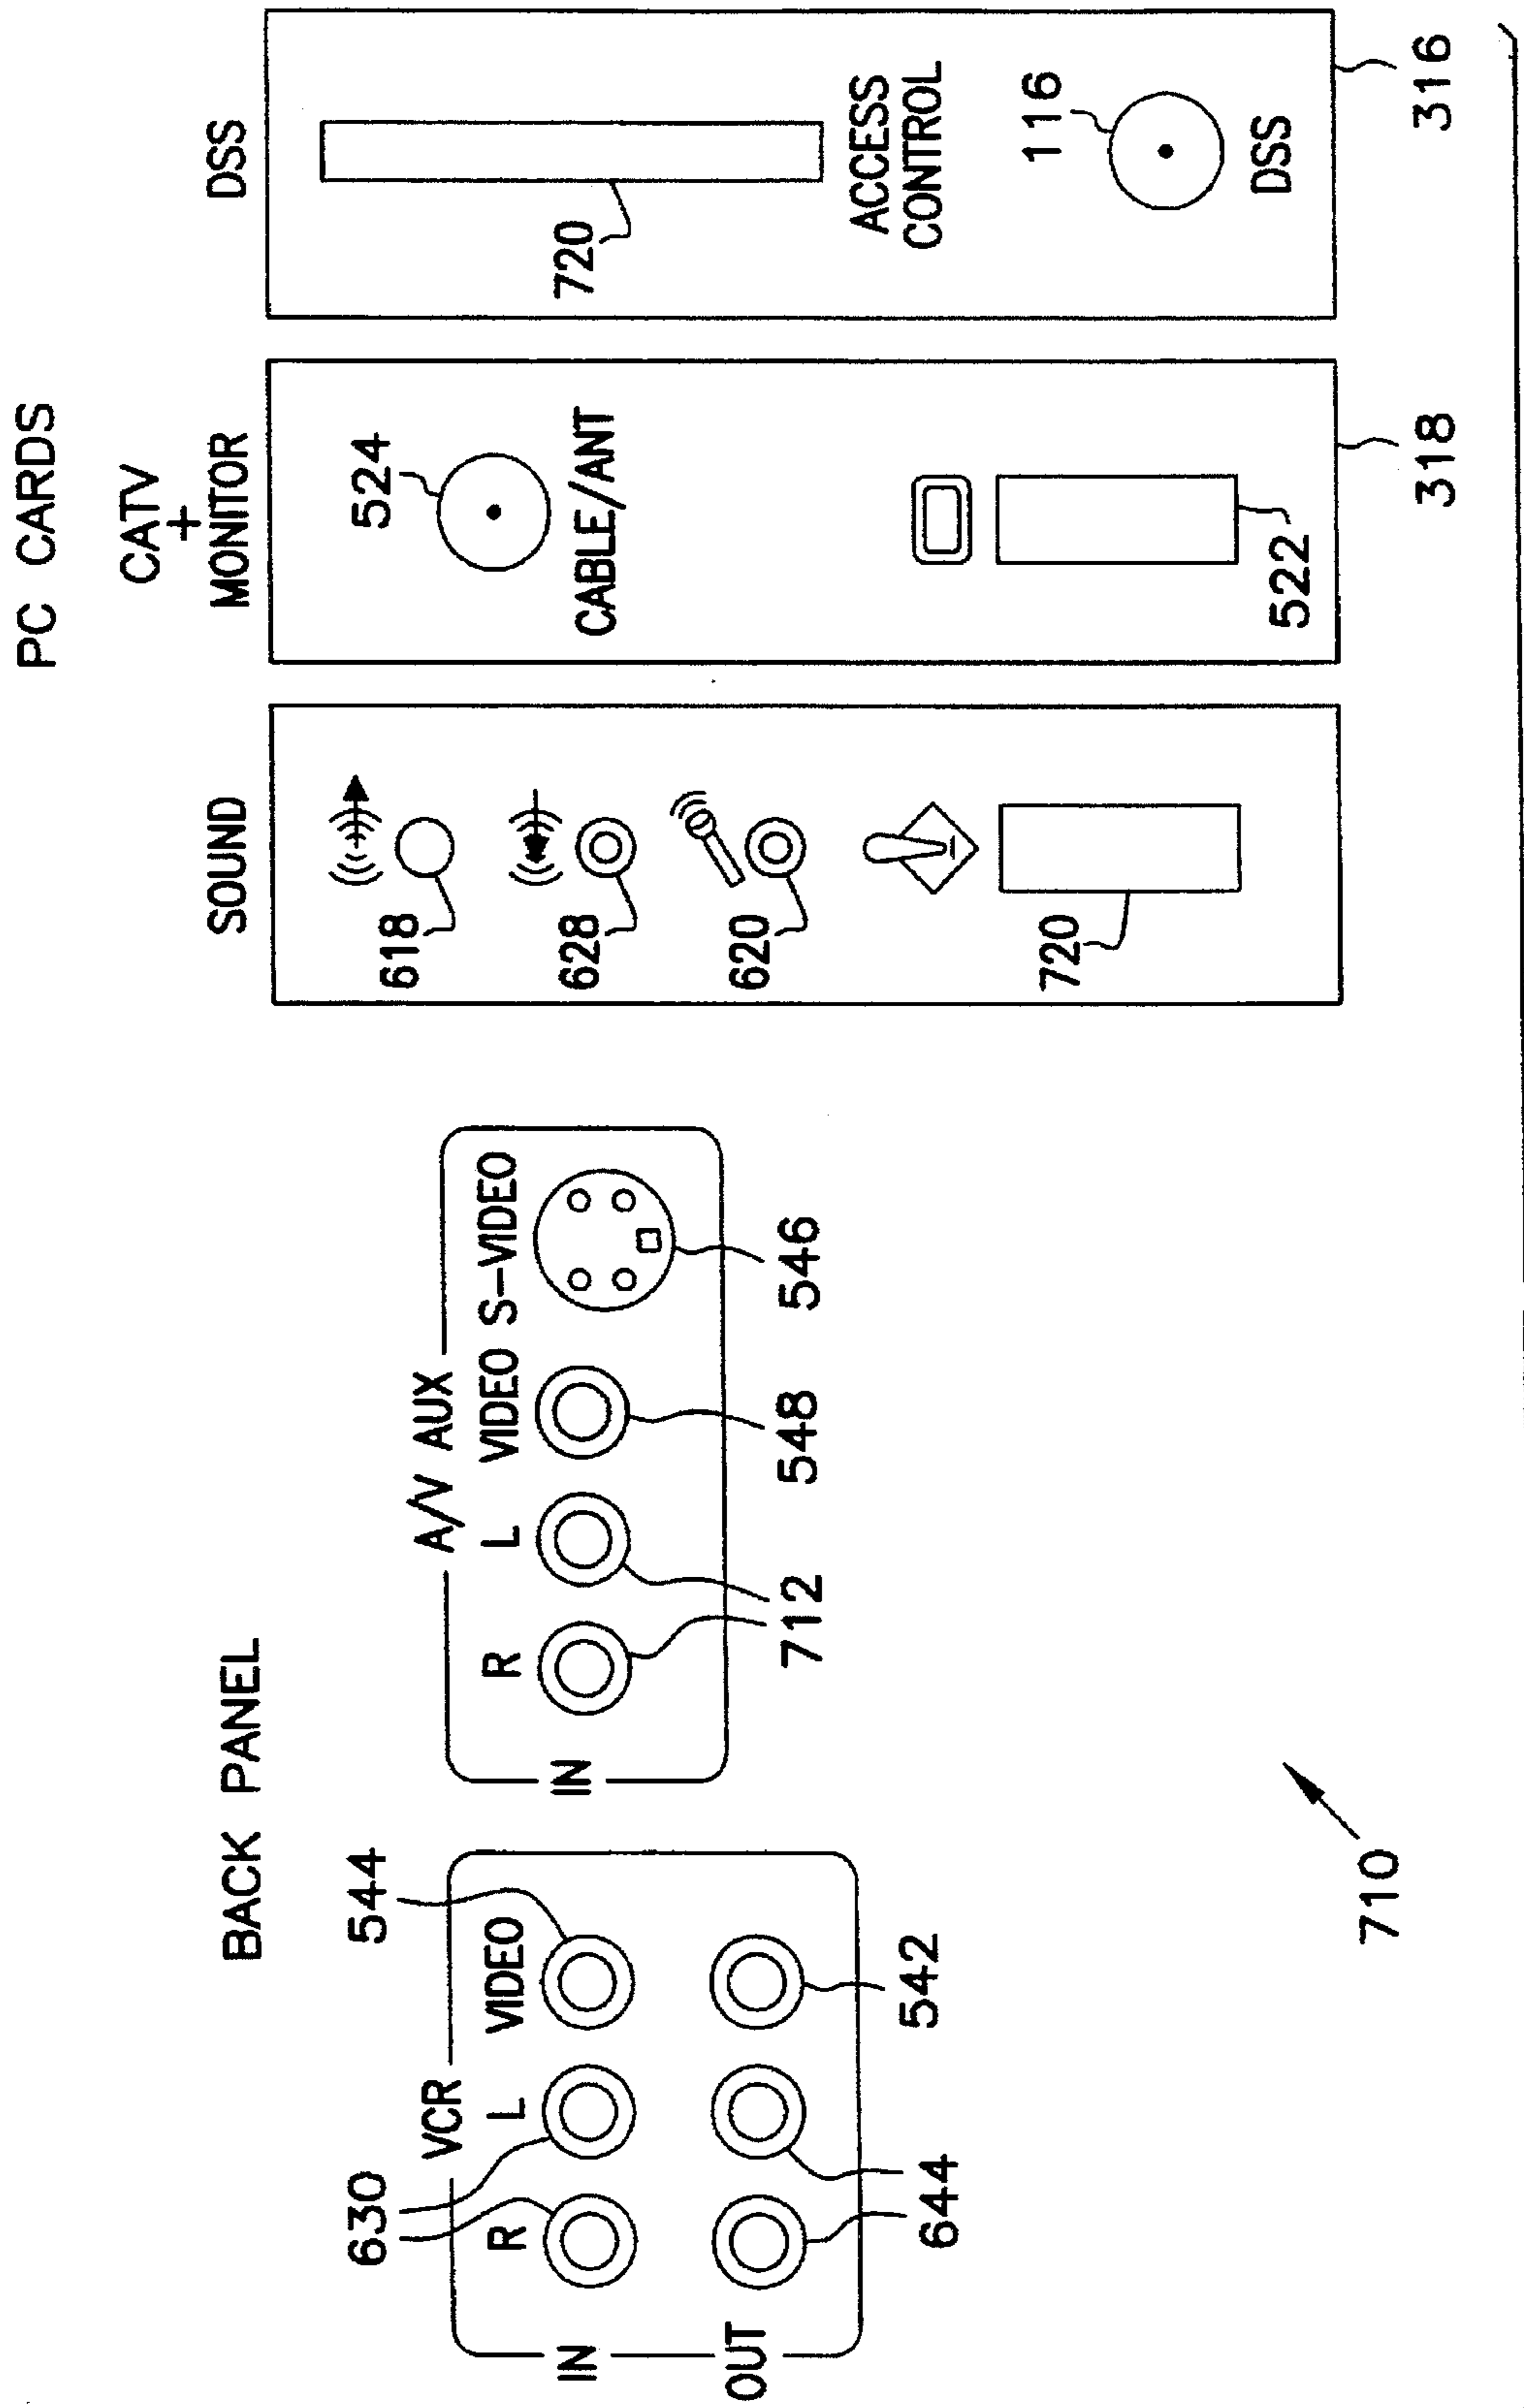 BACK PANEL
PC CARDS
630
544
VCR
R L VIDEO
IN
OUT
644
542
A/V AUX
R L VIDEO S-VIDEO
IN
712
548
546
710
SOUND
618
628
620
720
CATV
+
MONITOR
524
CABLE/ANT
522
318
DSS
720
ACCESS
CONTROL
116
DSS
316